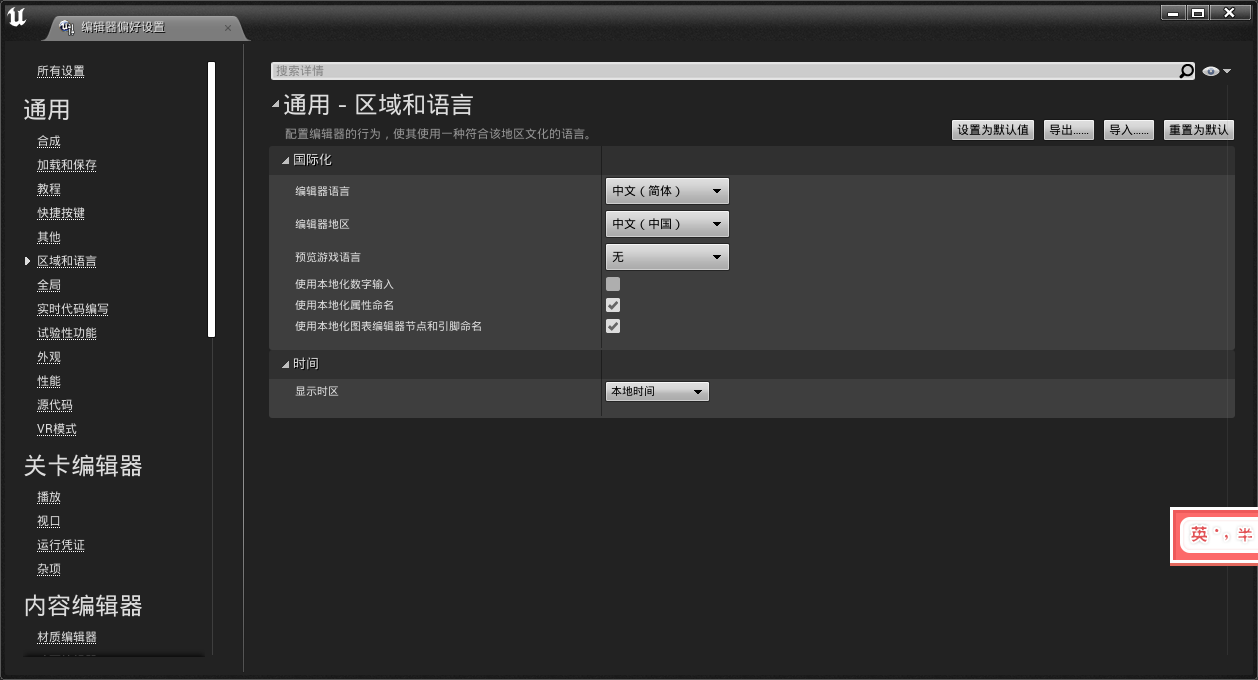 编辑器偏好设置
所有设置
通用
合成
加载和保存
教程
快捷按键
其他
区域和语言
全局
实时代码编写
试验性功能
外观
性能
源代码
VR模式
关卡编辑器
播放
视口
运行凭证
杂项
内容编辑器
材质编辑器
搜索详情
通用 - 区域和语言
配置编辑器的行为，使其使用一种符合该地区文化的语言。
设置为默认值 导出...... 导入...... 重置为默认
国际化
编辑器语言 中文（简体）
编辑器地区 中文（中国）
预览游戏语言 无
使用本地化数字输入
使用本地化属性命名
使用本地化图表编辑器节点和引脚命名
时间
显示时区 本地时间
英 ·, 半